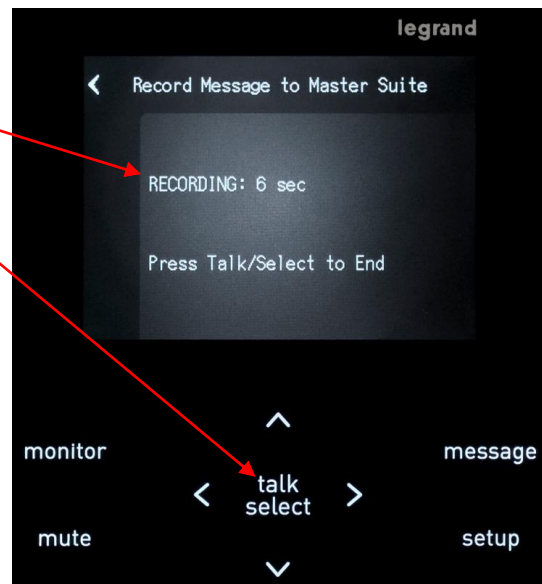 legrand
Record Message to Master Suite
RECORDING: 6 sec
Press Talk/Select to End
monitor
message
talk
select
mute
setup